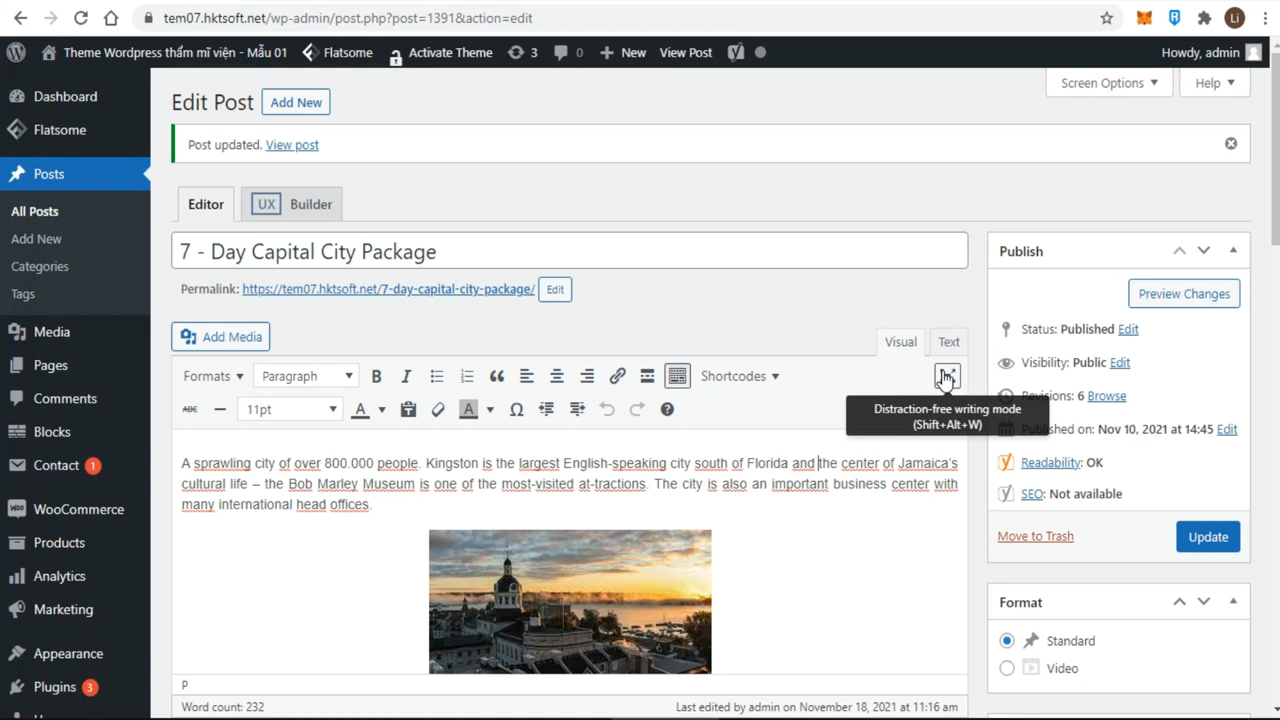 tem07.hktsoft.net/wp-admin/post.php?post=1391&action=edit
Li
Theme Wordpress thẩm mĩ viện - Mẫu 01
Flatsome
Activate Theme
3
0
New
View Post
Howdy, admin
Dashboard
Flatsome
Posts
All Posts
Add New
Categories
Tags
Media
Pages
Comments
Blocks
Contact 1
WooCommerce
Products
Analytics
Marketing
Appearance
Plugins 3
Screen Options
Help
Edit Post
Add New
Post updated. View post
Editor
UX Builder
7 - Day Capital City Package
Permalink: https://tem07.hktsoft.net/7-day-capital-city-package/ Edit
Add Media
Visual
Text
Formats
Paragraph
B
I
Shortcodes
ABC
11pt
A
A
Ω
Distraction-free writing mode
(Shift+Alt+W)
A sprawling city of over 800.000 people. Kingston is the largest English-speaking city south of Florida and the center of Jamaica's
cultural life – the Bob Marley Museum is one of the most-visited at-tractions. The city is also an important business center with
many international head offices.
p
Word count: 232
Last edited by admin on November 18, 2021 at 11:16 am
Publish
Preview Changes
Status: Published Edit
Visibility: Public Edit
Revisions: 6 Browse
Published on: Nov 10, 2021 at 14:45 Edit
Readability: OK
SEO: Not available
Move to Trash
Update
Format
Standard
Video